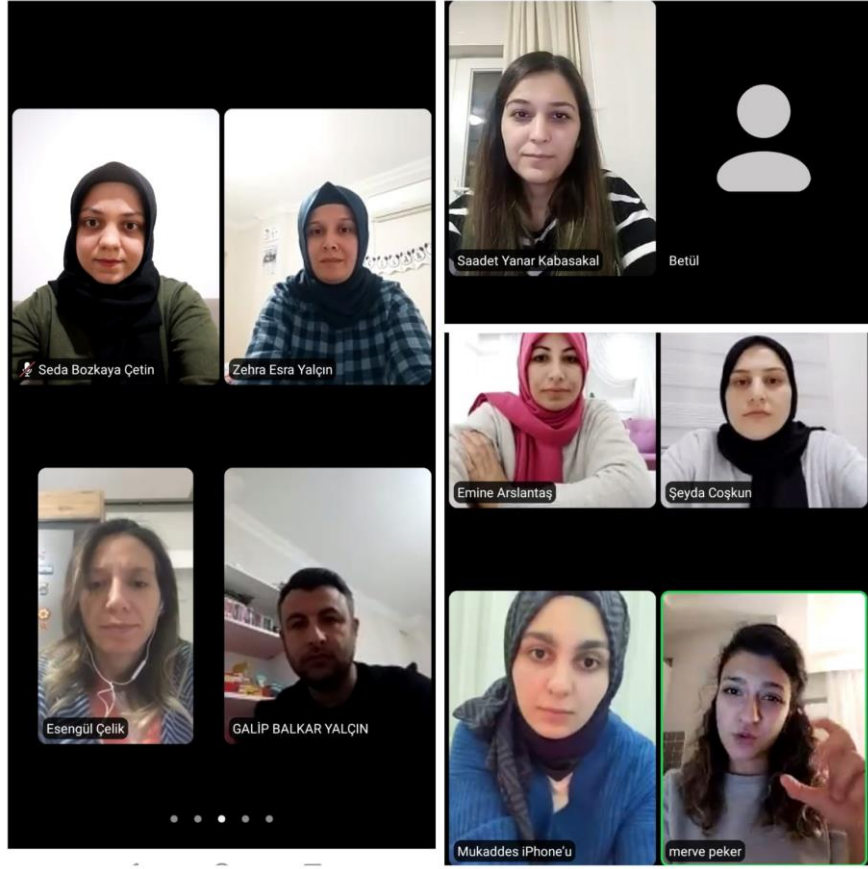 Seda Bozkaya Çetin
Zehra Esra Yalçın
Esengül Çelik
GALİP BALKAR YALÇIN
Saadet Yanar Kabasakal
Betül
Emine Arslantaş
Şeyda Coşkun
Mukaddes iPhone'u
merve peker